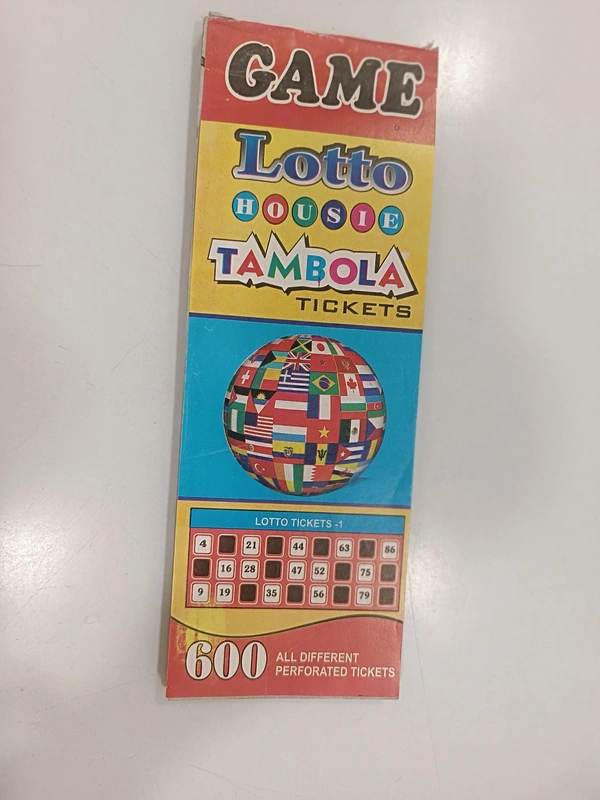 GAME
Lotto
HOUSIE
TAMBOLA
TICKETS
LOTTO TICKETS -1
4 21 44 63 86
16 28 47 52 75
9 19 35 56 79
600 ALL DIFFERENT
PERFORATED TICKETS